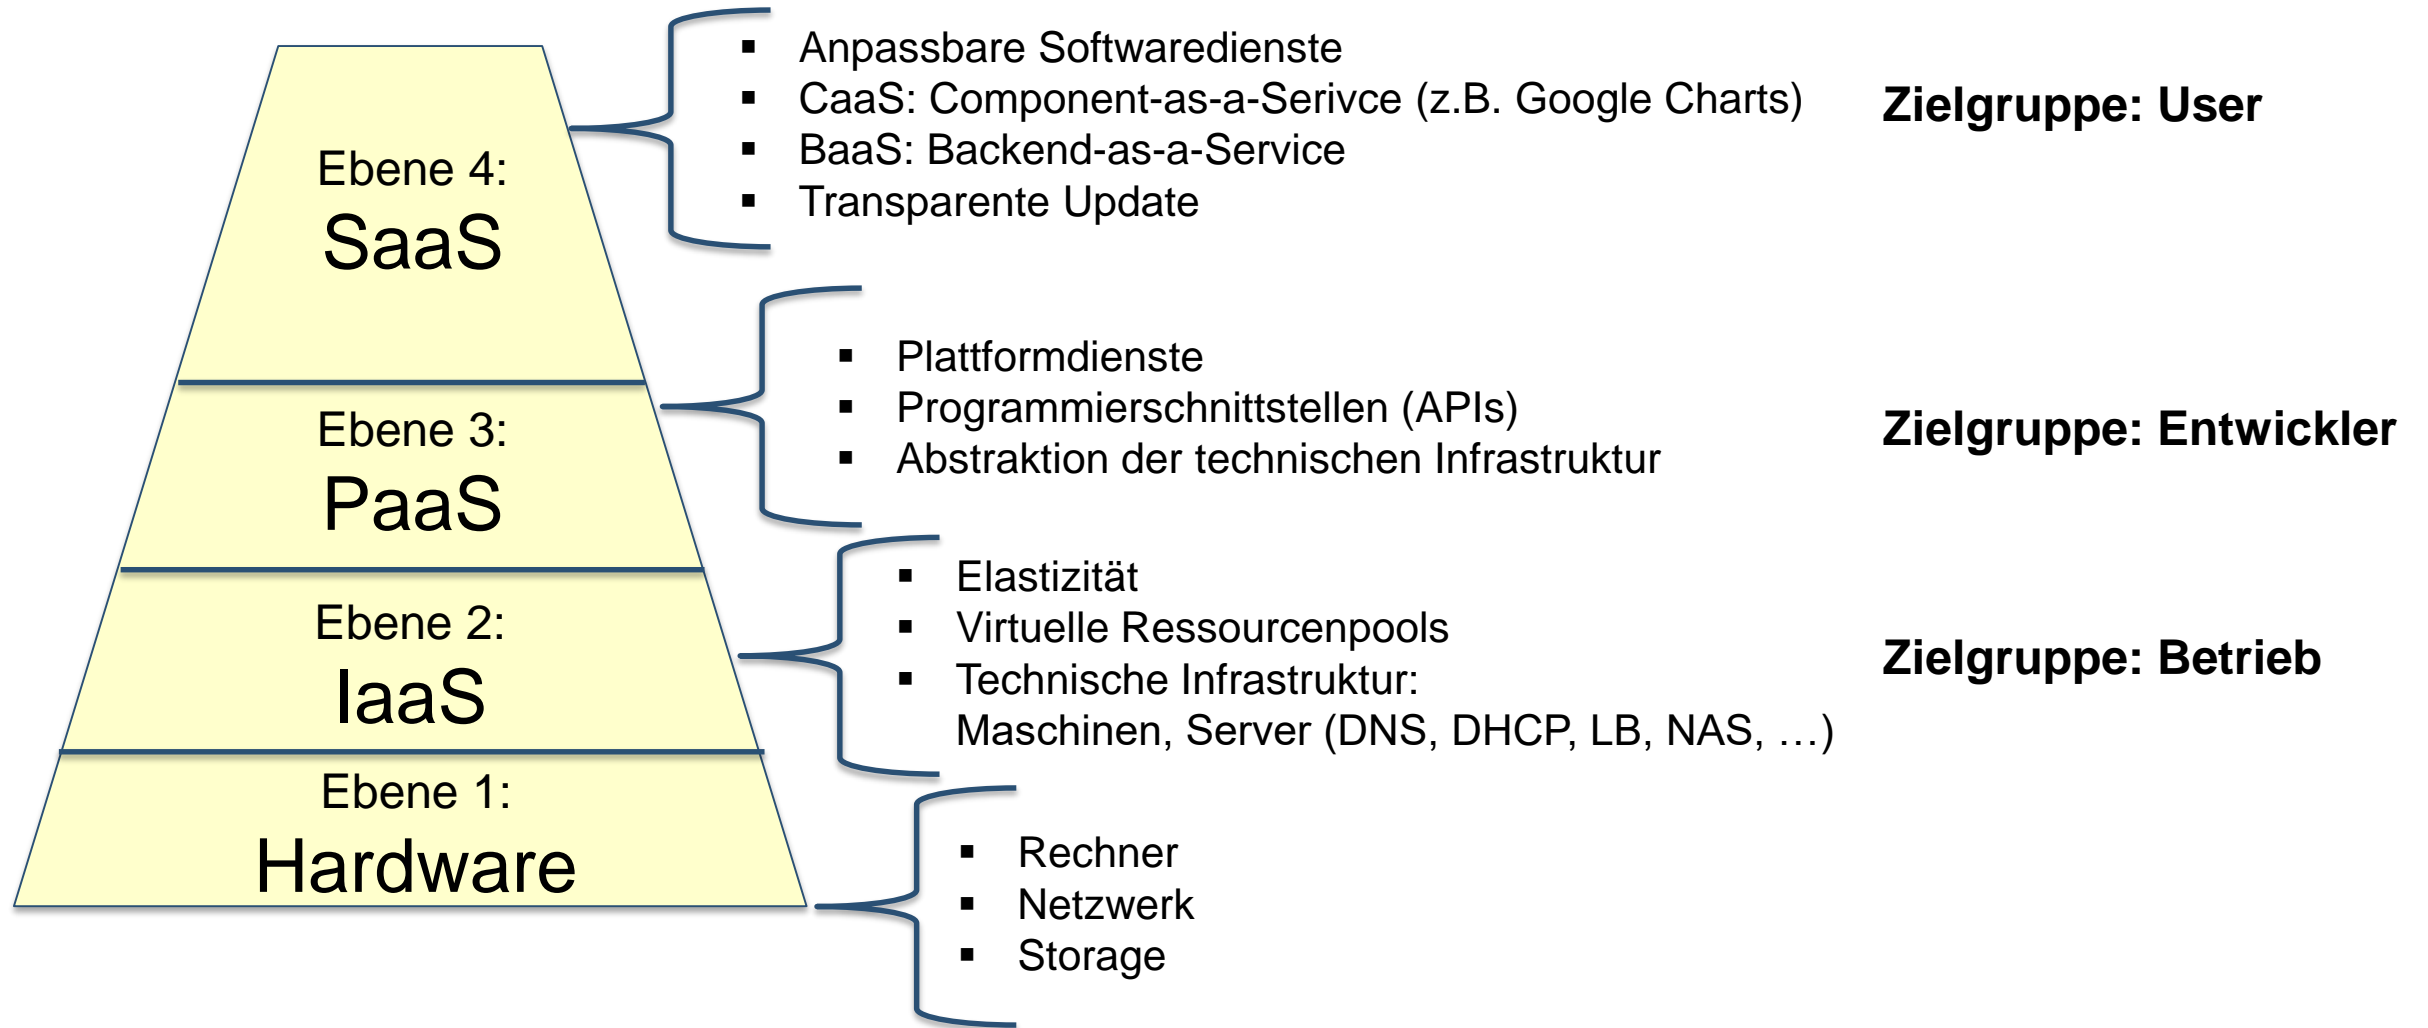 Ebene 4:
SaaS
▪ Anpassbare Softwaredienste
▪ CaaS: Component-as-a-Serivce (z.B. Google Charts)
▪ BaaS: Backend-as-a-Service
▪ Transparente Update
Zielgruppe: User
Ebene 3:
PaaS
▪ Plattformdienste
▪ Programmierschnittstellen (APIs)
▪ Abstraktion der technischen Infrastruktur
Zielgruppe: Entwickler
Ebene 2:
IaaS
▪ Elastizität
▪ Virtuelle Ressourcenpools
▪ Technische Infrastruktur:
Maschinen, Server (DNS, DHCP, LB, NAS, …)
Zielgruppe: Betrieb
Ebene 1:
Hardware
▪ Rechner
▪ Netzwerk
▪ Storage